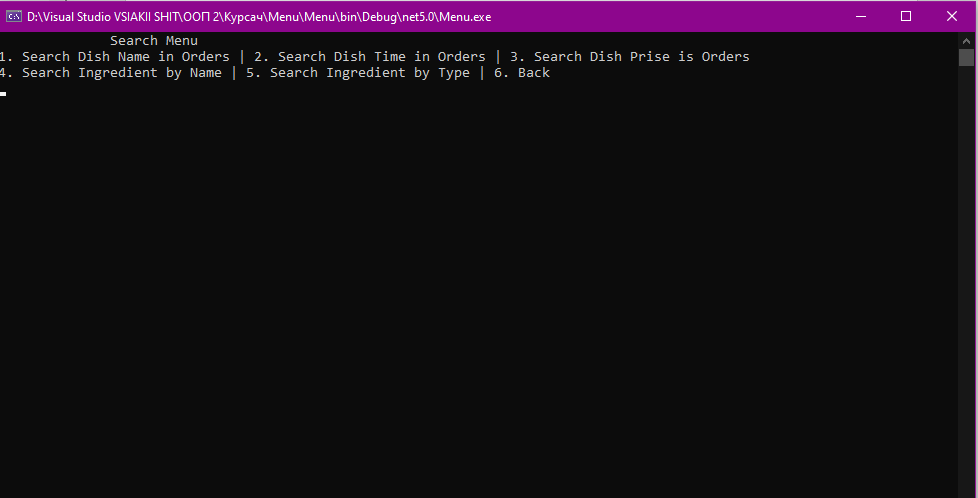 D:\Visual Studio VSIAKII SHIT\ООП 2\Курсач\Menu\Menu\bin\Debug\net5.0\Menu.exe
Search Menu
1. Search Dish Name in Orders | 2. Search Dish Time in Orders | 3. Search Dish Prise is Orders
4. Search Ingredient by Name | 5. Search Ingredient by Type | 6. Back